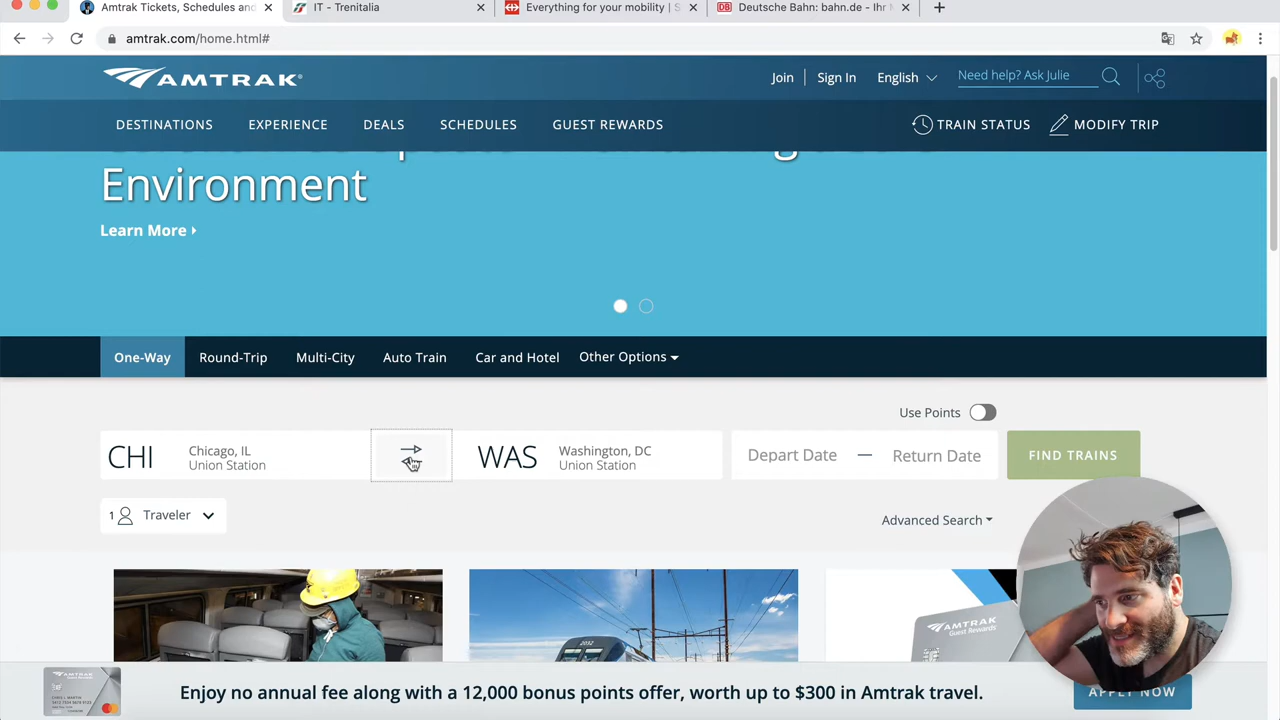 Amtrak Tickets, Schedules and
IT - Trenitalia
Everything for your mobility | S
DB
Deutsche Bahn: bahn.de - Ihr
amtrak.com/home.html#
AMTRAK
Join
Sign In
English
Need help? Ask Julie
DESTINATIONS
EXPERIENCE
DEALS
SCHEDULES
GUEST REWARDS
TRAIN STATUS
MODIFY TRIP
Environment
Learn More
One-Way
Round-Trip
Multi-City
Auto Train
Car and Hotel
Other Options
Use Points
CHI
Chicago, IL
Union Station
WAS
Washington, DC
Union Station
Depart Date — Return Date
FIND TRAINS
1 Traveler
Advanced Search
2032
AMTRAK
Guest Rewards
Enjoy no annual fee along with a 12,000 bonus points offer, worth up to $300 in Amtrak travel.
APPLY NOW